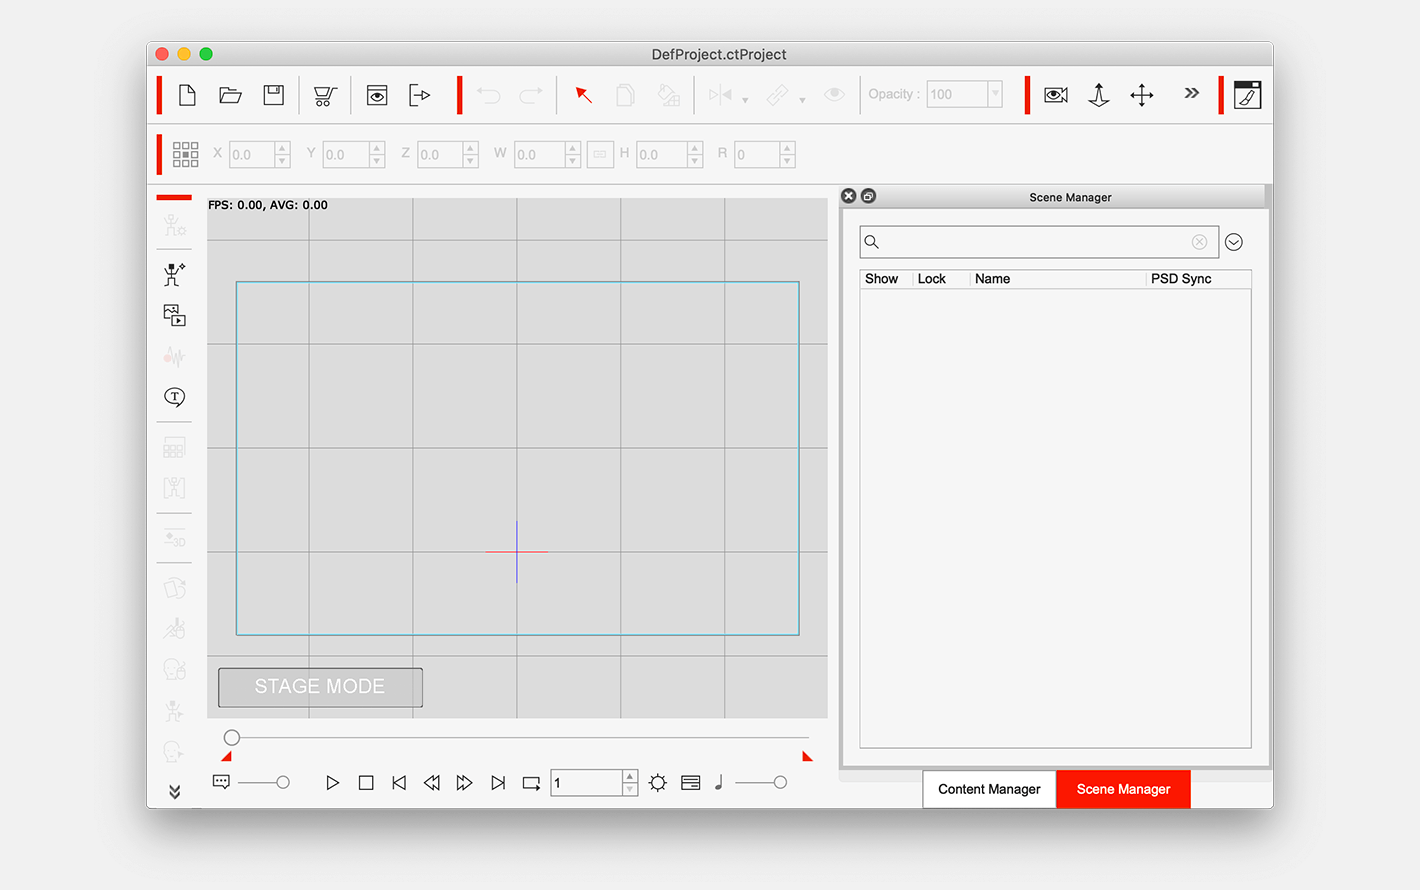 DefProject.ctProject
Opacity : 100
X 0.0 Y 0.0 Z 0.0 W 0.0 H 0.0 R 0
FPS: 0.00, AVG: 0.00
Scene Manager
Show Lock Name PSD Sync
T
30
STAGE MODE
1
Content Manager Scene Manager